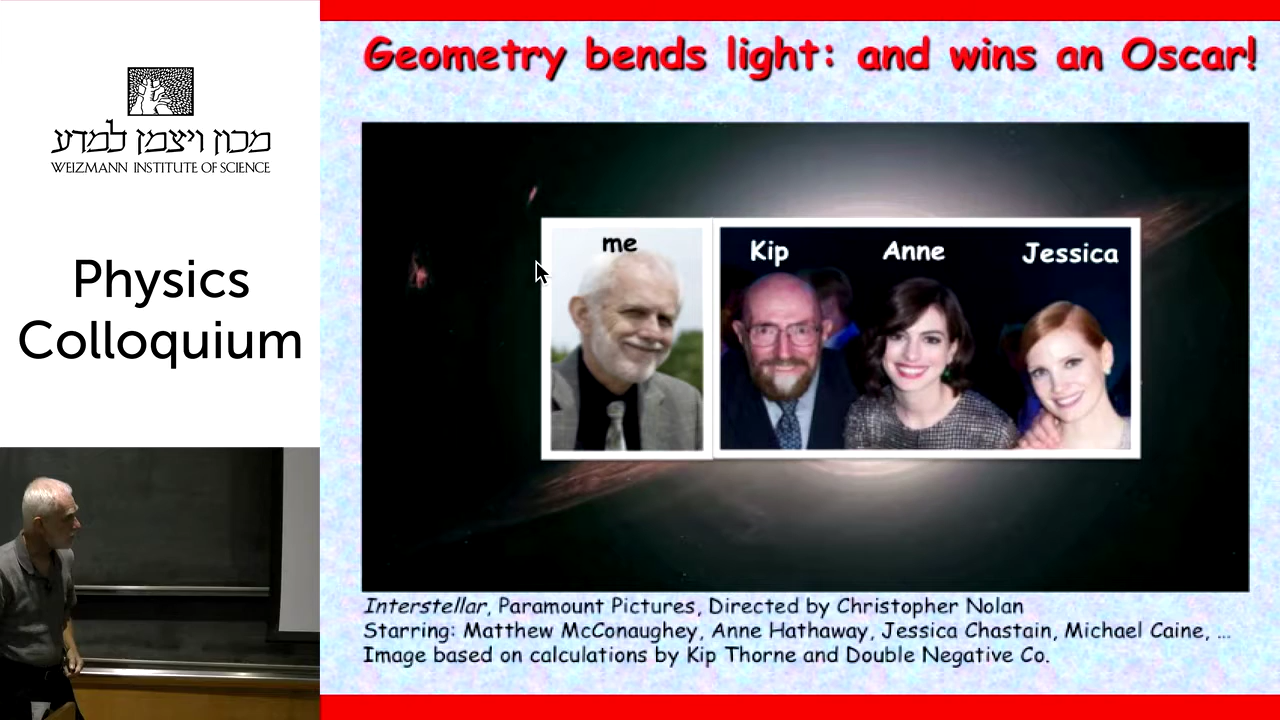 מכון ויצמן למדע
WEIZMANN INSTITUTE OF SCIENCE
Physics
Colloquium
Geometry bends light: and wins an Oscar!
me
Kip
Anne
Jessica
Interstellar, Paramount Pictures, Directed by Christopher Nolan
Starring: Matthew McConaughey, Anne Hathaway, Jessica Chastain, Michael Caine, ...
Image based on calculations by Kip Thorne and Double Negative Co.